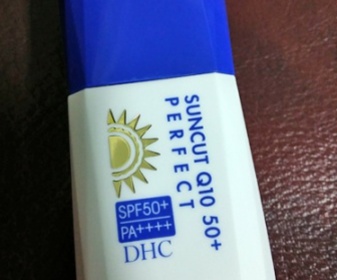 SUNCUT Q10 50+
PERFECT
SPF50+
PA++++
DHC